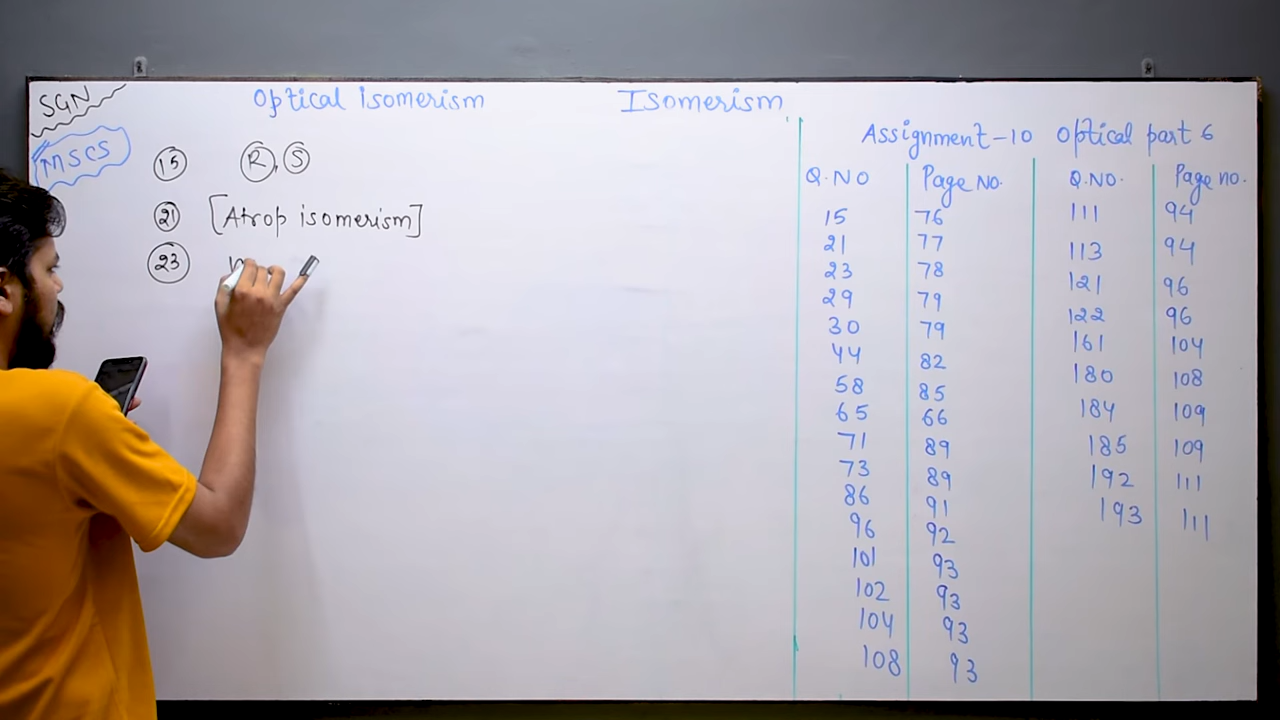 SGN
Optical isomerism
Isomerism
MSCS
15 R, S
21 [Atrop isomerism]
23
Assignment-10 Optical part 6
Q.NO Page No. Q.NO. Page no.
15 76 111 94
21 77 113 94
23 78 121 96
29 79 122 96
30 79 161 104
44 82 180 108
58 85 184 109
65 66 185 109
71 89 192 111
73 89 193 111
86 91
96 92
101 93
102 93
104 93
108 93